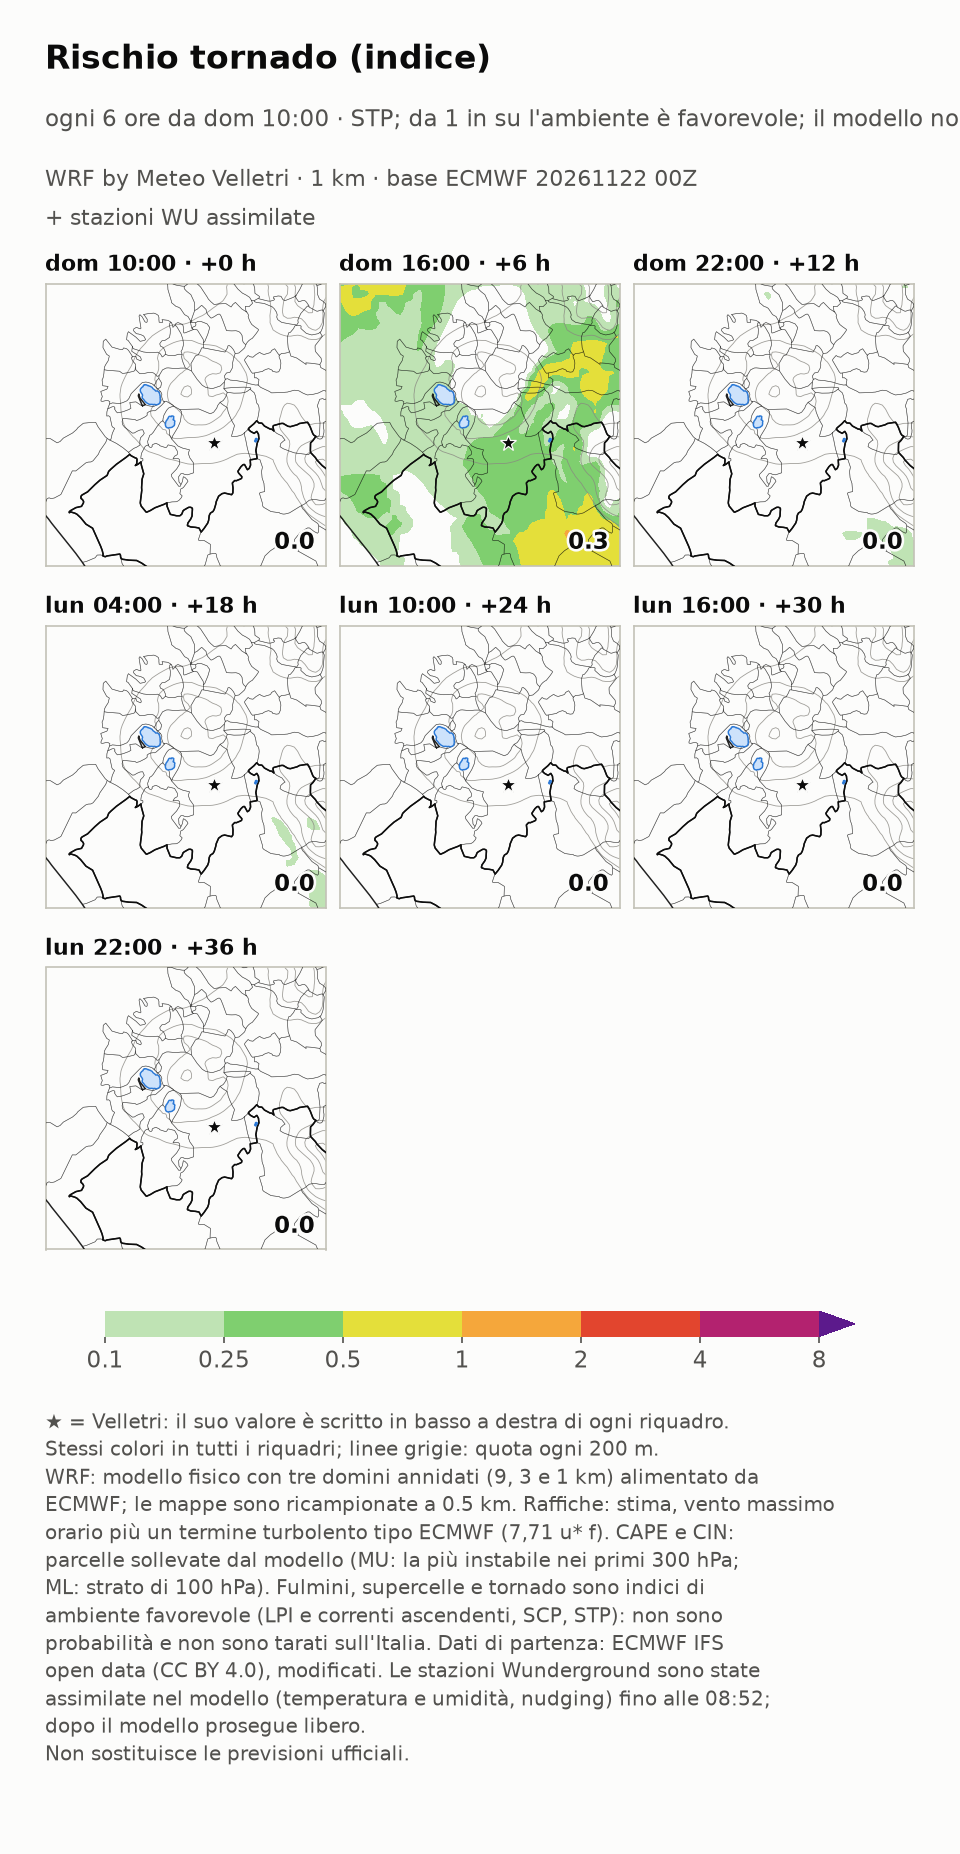 Rischio tornado (indice)
ogni 6 ore da dom 10:00 · STP; da 1 in su l'ambiente è favorevole; il modello no
WRF by Meteo Velletri · 1 km · base ECMWF 20261122 00Z
+ stazioni WU assimilate
dom 10:00 · +0 h
dom 16:00 · +6 h
dom 22:00 · +12 h
0.0
0.3
0.0
lun 04:00 · +18 h
lun 10:00 · +24 h
lun 16:00 · +30 h
0.0
0.0
0.0
lun 22:00 · +36 h
0.0
0.1 0.25 0.5 1 2 4 8
★ = Velletri: il suo valore è scritto in basso a destra di ogni riquadro.
Stessi colori in tutti i riquadri; linee grigie: quota ogni 200 m.
WRF: modello fisico con tre domini annidati (9, 3 e 1 km) alimentato da
ECMWF; le mappe sono ricampionate a 0.5 km. Raffiche: stima, vento massimo
orario più un termine turbolento tipo ECMWF (7,71 u* f). CAPE e CIN:
parcelle sollevate dal modello (MU: la più instabile nei primi 300 hPa;
ML: strato di 100 hPa). Fulmini, supercelle e tornado sono indici di
ambiente favorevole (LPI e correnti ascendenti, SCP, STP): non sono
probabilità e non sono tarati sull'Italia. Dati di partenza: ECMWF IFS
open data (CC BY 4.0), modificati. Le stazioni Wunderground sono state
assimilate nel modello (temperatura e umidità, nudging) fino alle 08:52;
dopo il modello prosegue libero.
Non sostituisce le previsioni ufficiali.